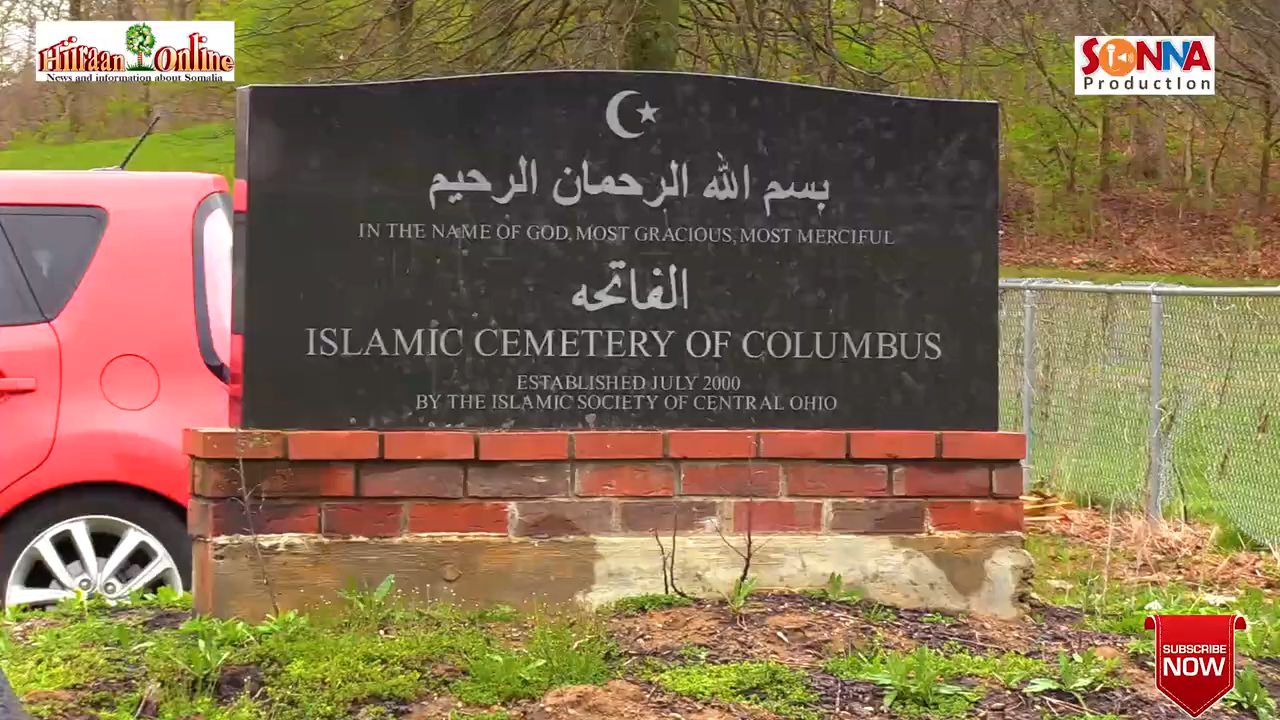 Hiiraan Online
News and information about Somalia
SONNA
ProductIon
بسم الله الرحمان الرحيم
IN THE NAME OF GOD, MOST GRACIOUS, MOST MERCIFUL
الفاتحه
ISLAMIC CEMETERY OF COLUMBUS
ESTABLISHED JULY 2000
BY THE ISLAMIC SOCIETY OF CENTRAL OHIO
SUBSCRIBE
NOW